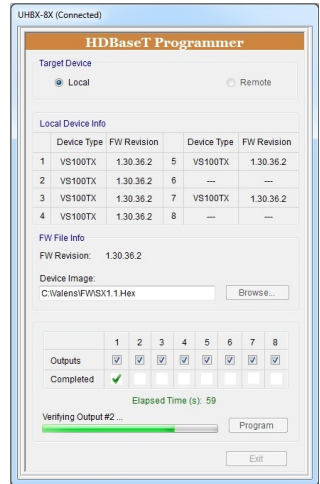 UHBX-8X (Connected)
HDBaseT Programmer
Target Device
Local Remote
Local Device Info
Device Type FW Revision Device Type FW Revision
1 VS100TX 1.30.36.2 5 VS100TX 1.30.36.2
2 VS100TX 1.30.36.2 6 --- ---
3 VS100TX 1.30.36.2 7 VS100TX 1.30.36.2
4 VS100TX 1.30.36.2 8 --- ---
FW File Info
FW Revision: 1.30.36.2
Device Image:
C:\Valens\FW\SX1.1.Hex Browse...
1 2 3 4 5 6 7 8
Outputs
Completed
Elapsed Time (s): 59
Verifying Output #2 ...
Program
Exit